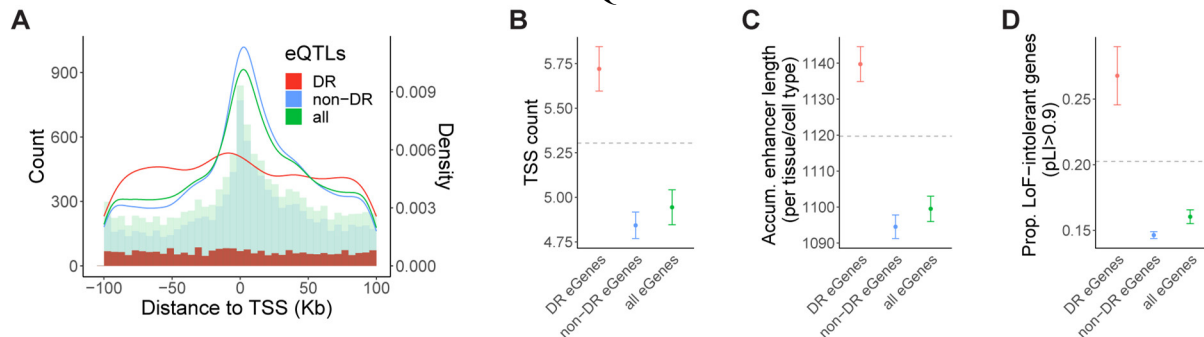 Q
A
eQTLs
DR
non-DR
all
Count
900
600
300
0
Density
0.009
0.006
0.003
0.000
−100
−50
0
50
100
Distance to TSS (Kb)
B
TSS count
5.75
5.50
5.25
5.00
4.75
DR eGenes
non−DR eGenes
all eGenes
C
Accum. enhancer length
(per tissue/cell type)
1140
1130
1120
1110
1100
1090
DR eGenes
non−DR eGenes
all eGenes
D
Prop. LoF−intolerant genes
(pLI>0.9)
0.25
0.20
0.15
DR eGenes
non−DR eGenes
all eGenes